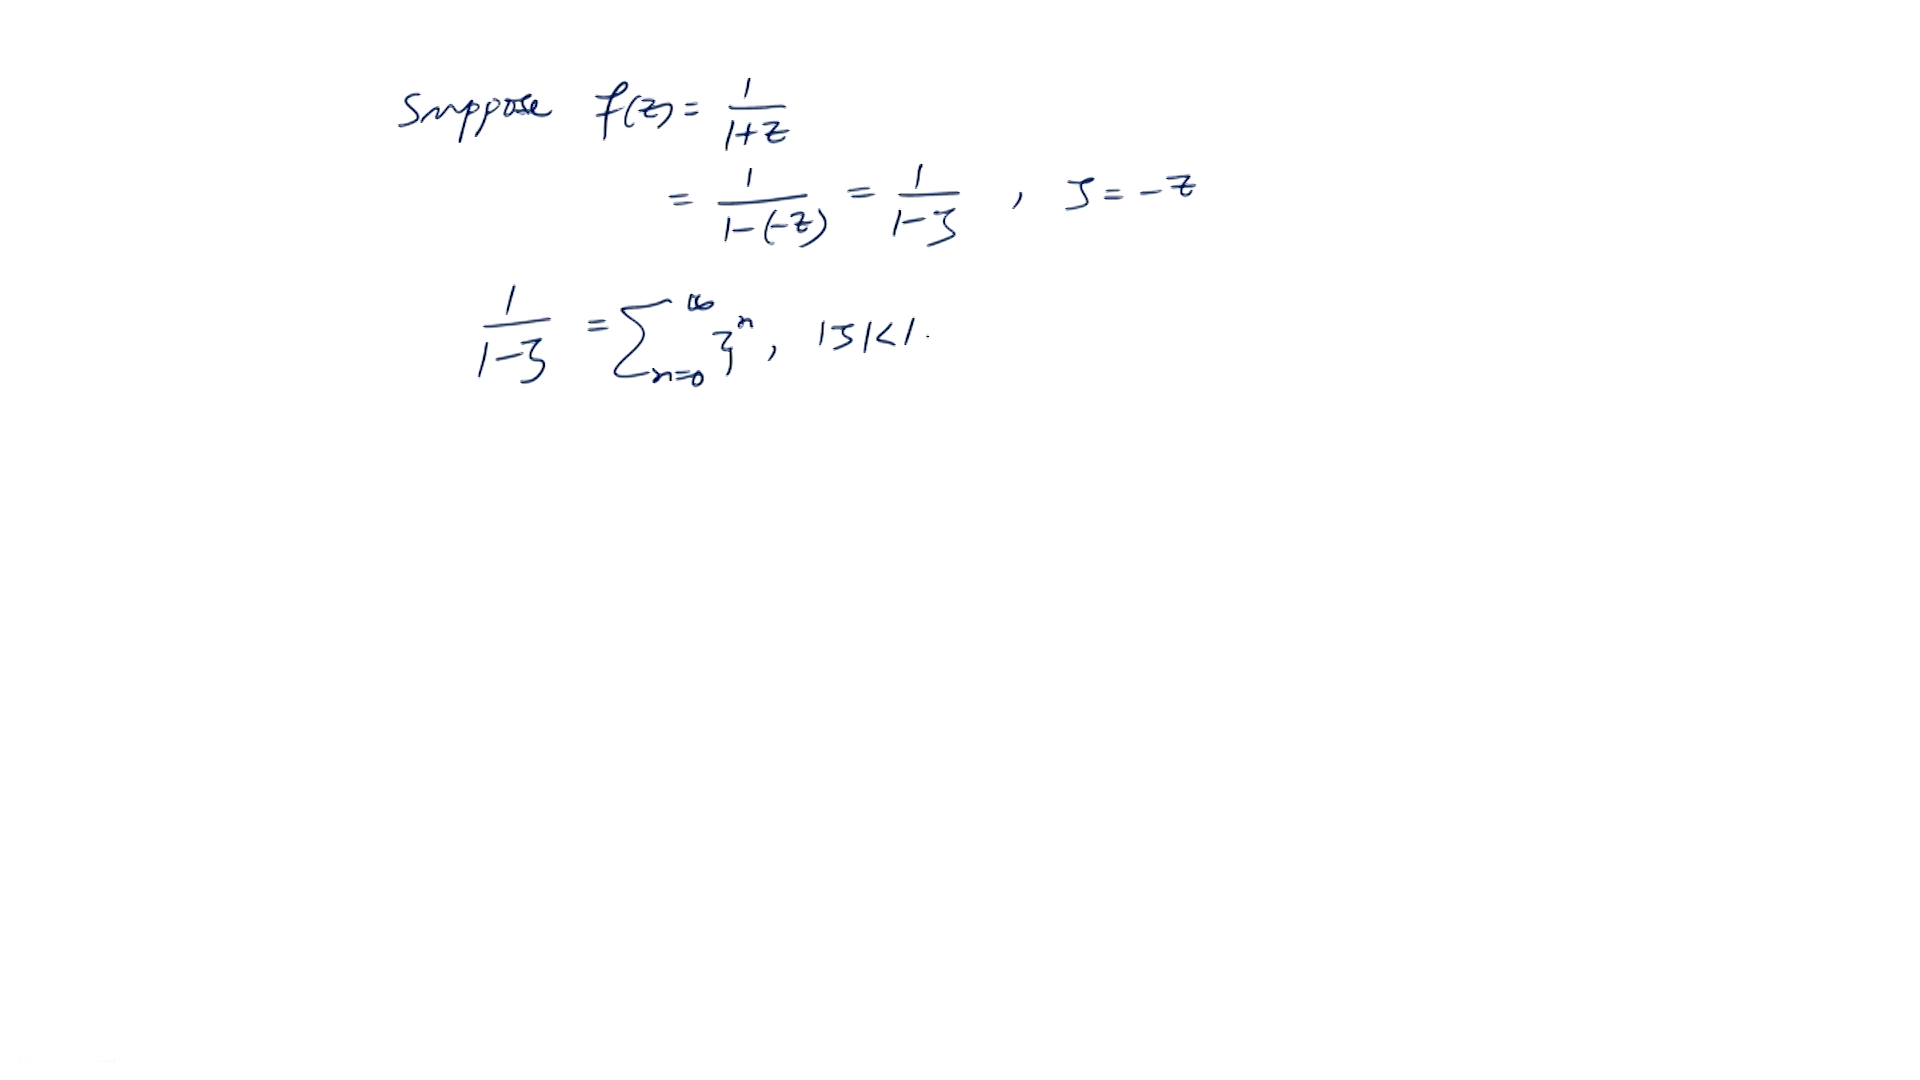 Suppose f(z) = 1/(1+z)
= 1/(1-(-z)) = 1/(1-ζ) , ζ = -z
1/(1-ζ) = ∑_{n=0}^{∞} ζ^n, |ζ|<1.